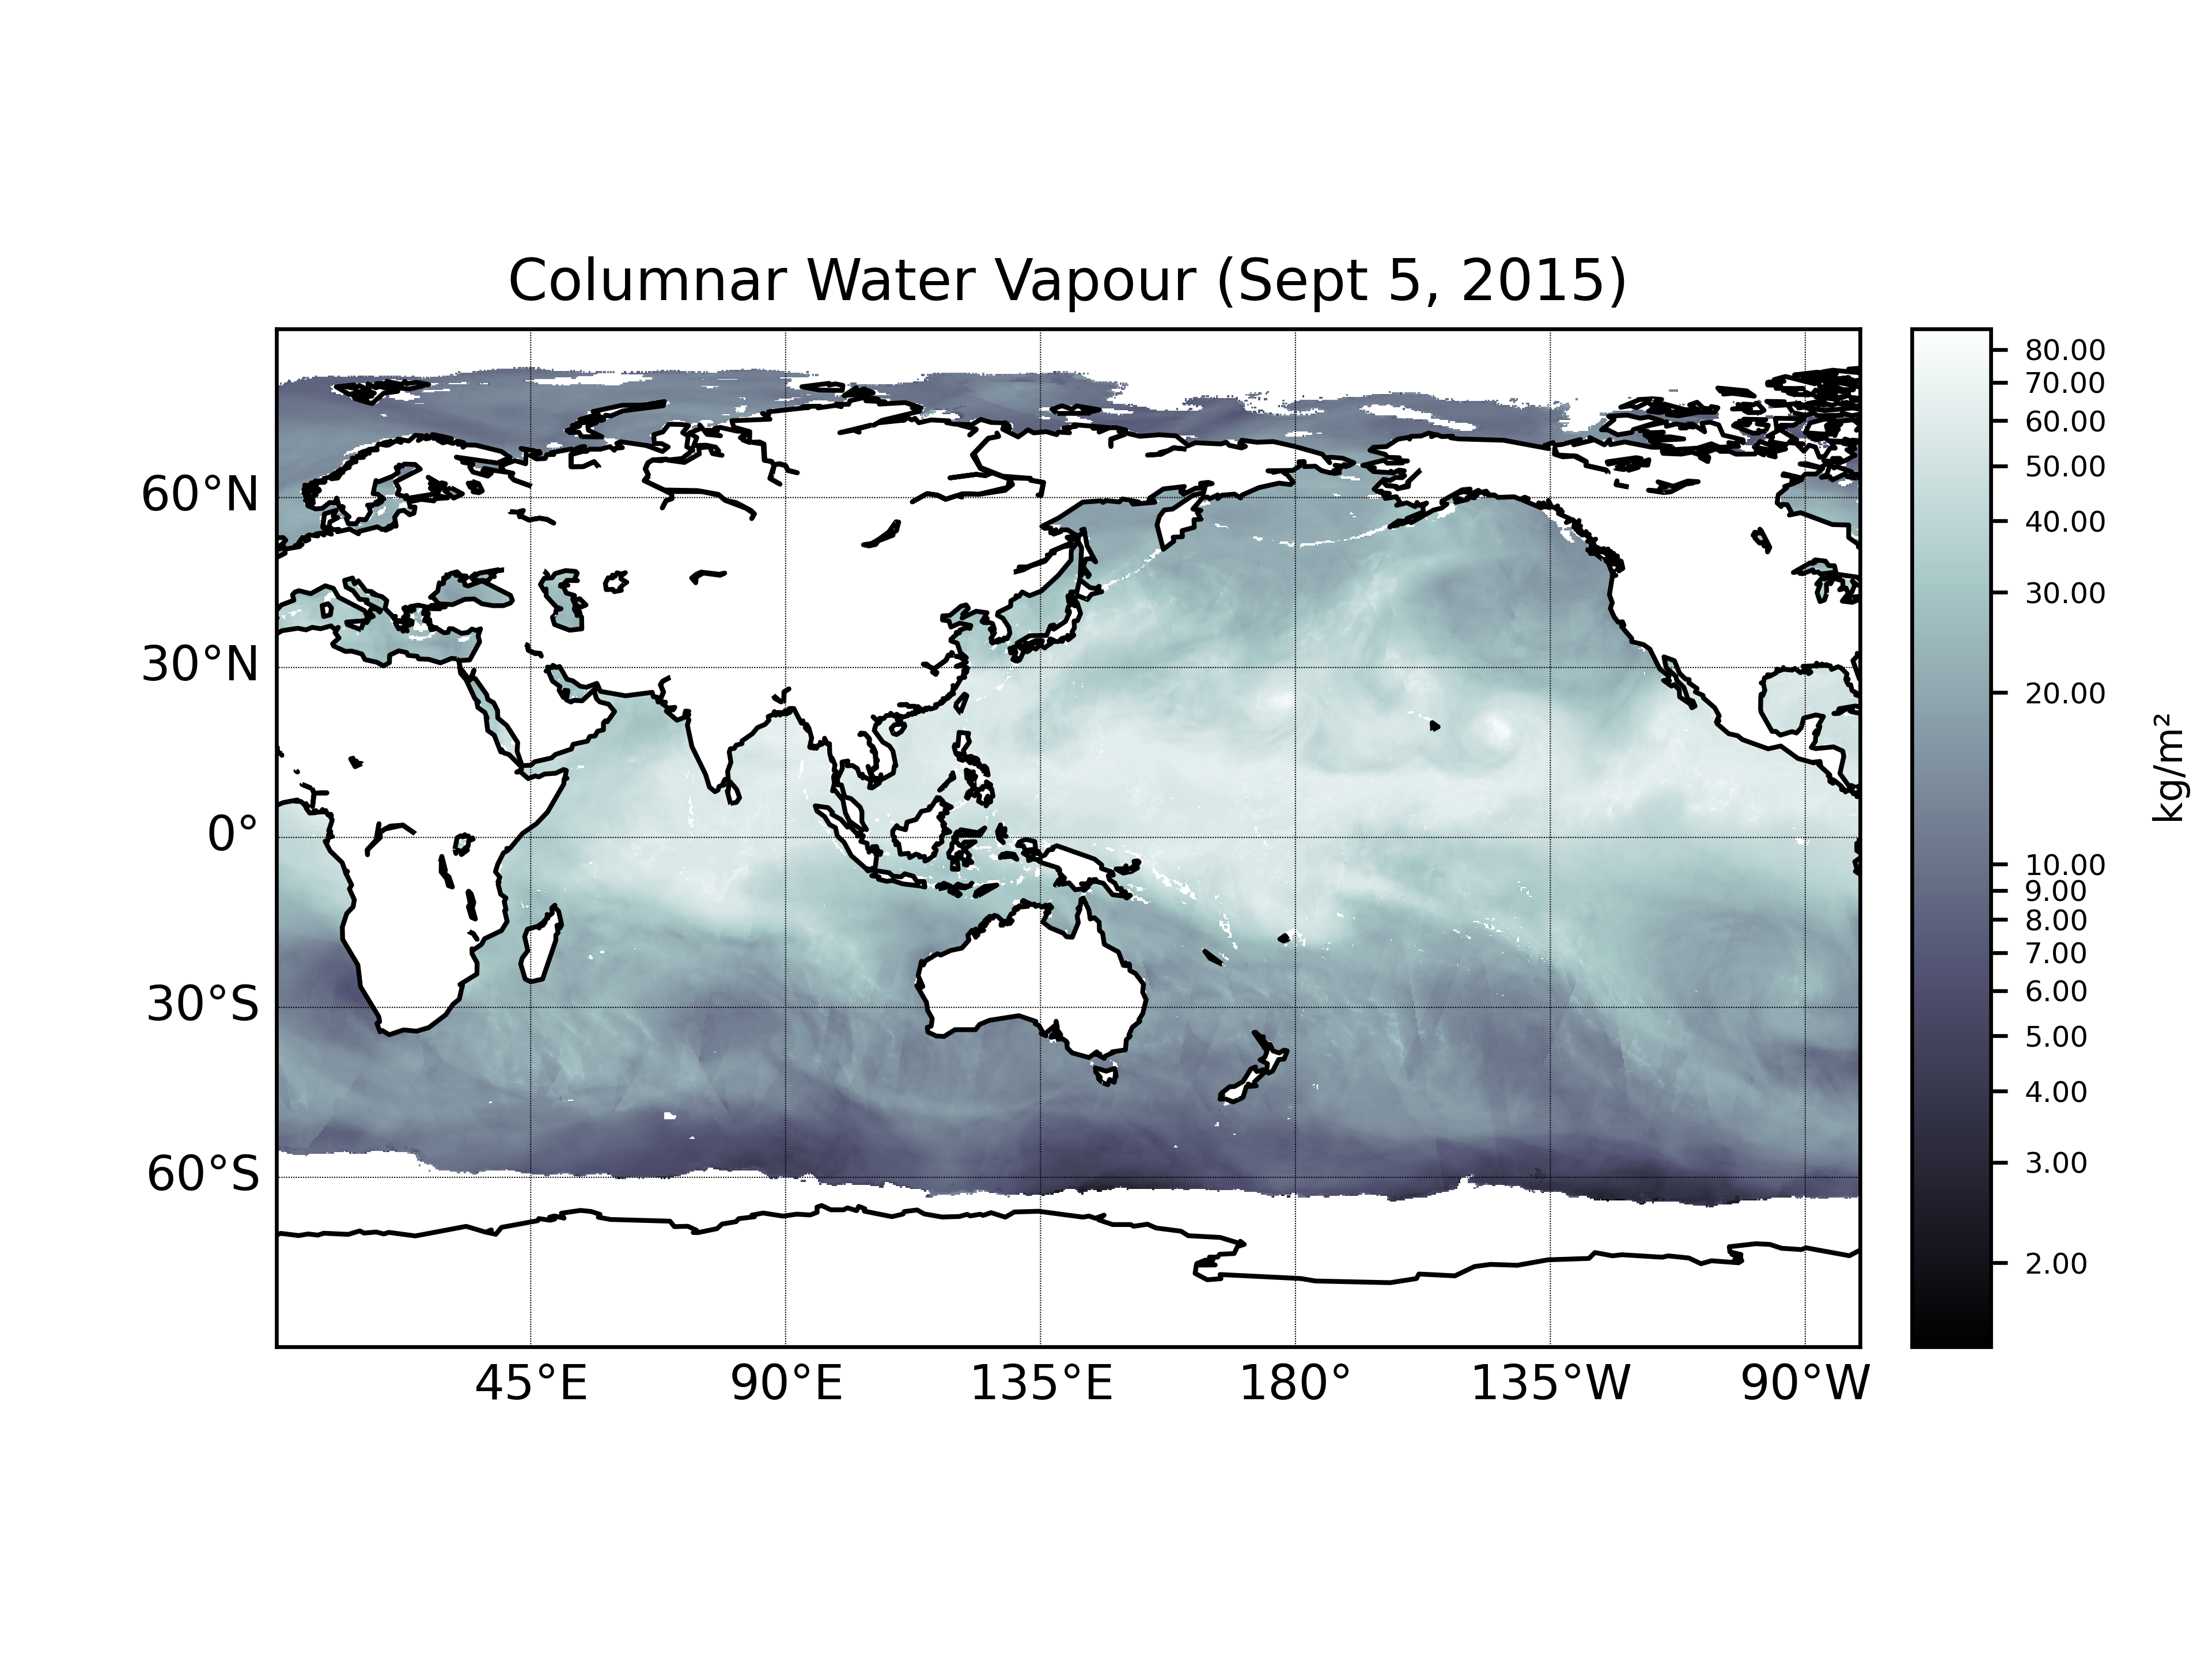 Columnar Water Vapour (Sept 5, 2015)
60°N
30°N
0°
30°S
60°S
45°E
90°E
135°E
180°
135°W
90°W
80.00
70.00
60.00
50.00
40.00
30.00
20.00
10.00
9.00
8.00
7.00
6.00
5.00
4.00
3.00
2.00
kg/m²